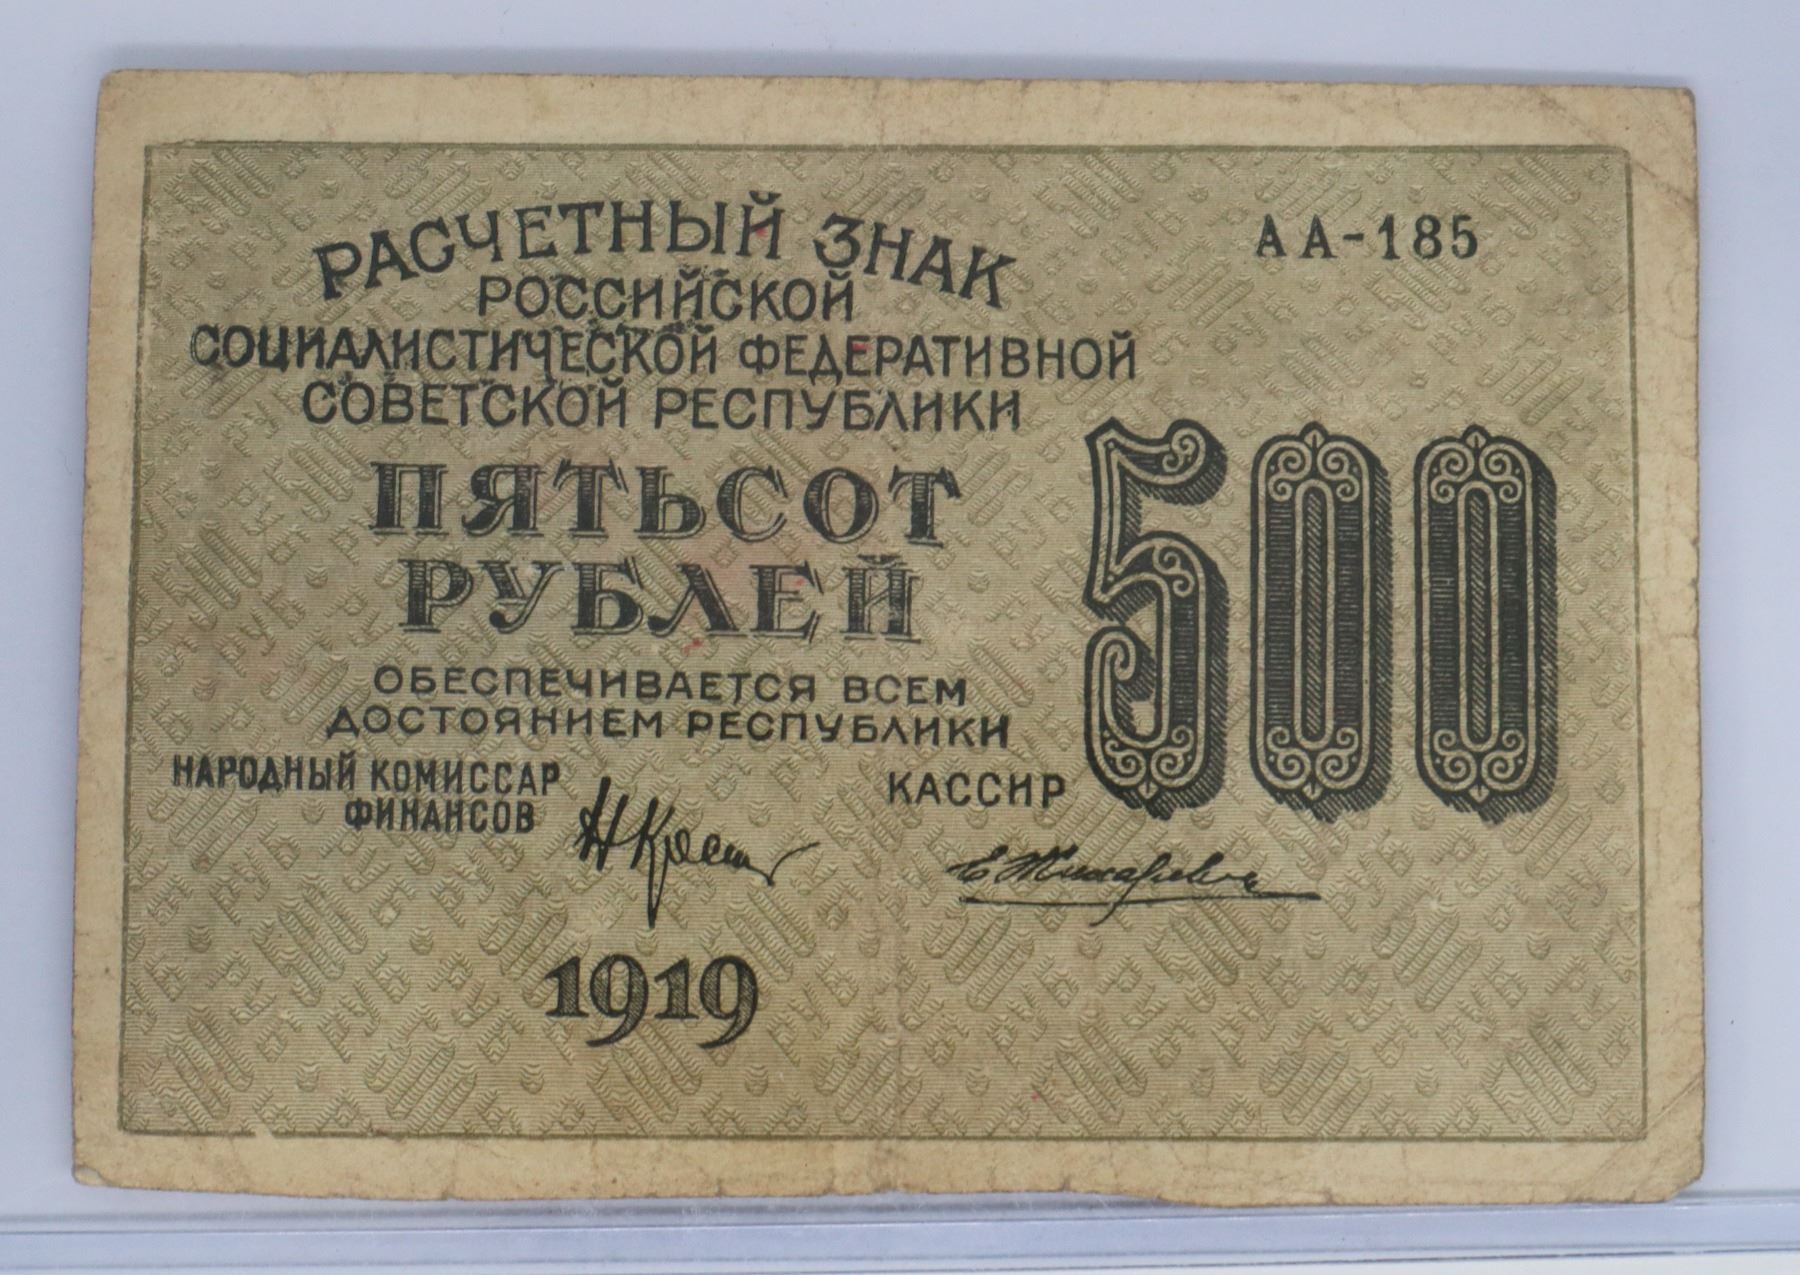 РАСЧЕТНЫЙ ЗНАК
АА-185
РОССИЙСКОЙ
СОЦИАЛИСТИЧЕСКОЙ ФЕДЕРАТИВНОЙ
СОВЕТСКОЙ РЕСПУБЛИКИ
ПЯТЬСОТ
РУБЛЕЙ
500
ОБЕСПЕЧИВАЕТСЯ ВСЕМ
ДОСТОЯНИЕМ РЕСПУБЛИКИ
НАРОДНЫЙ КОМИССАР
ФИНАНСОВ
КАССИР
1919